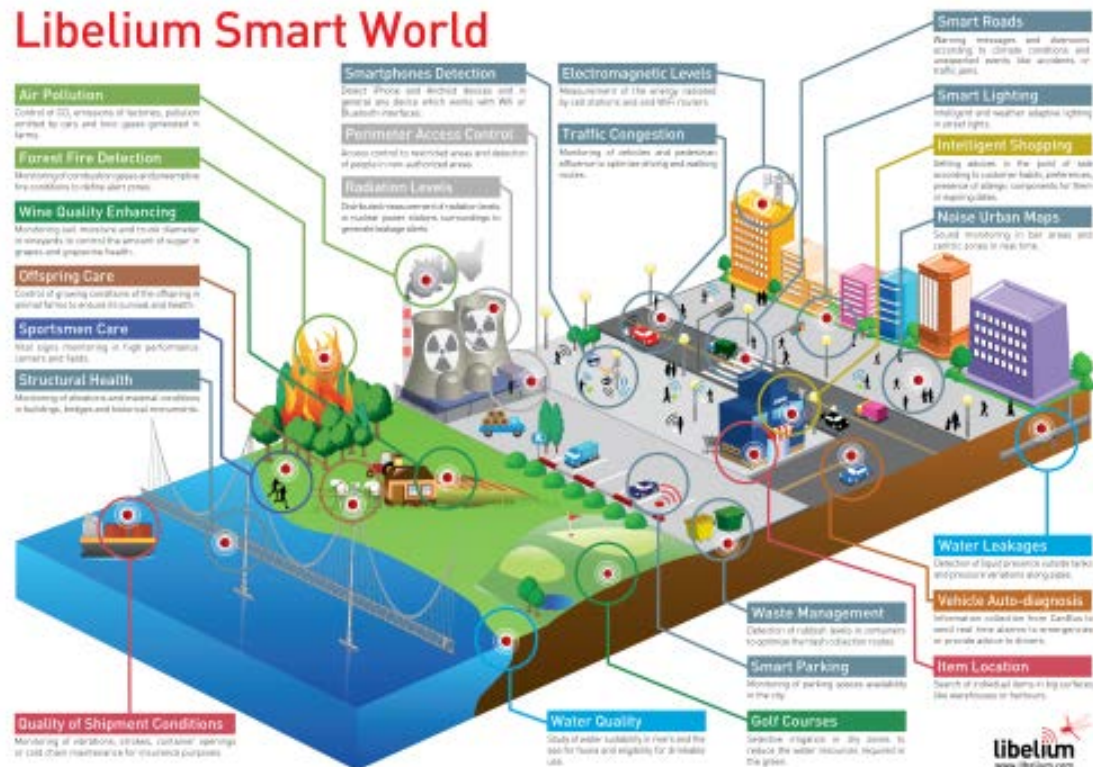 Libelium Smart World
Air Pollution
Control of CO₂ emissions of factories, pollution
emitted by cars and toxic gases generated in
farms.
Forest Fire Detection
Monitoring of combustion gases and preemptive
fire conditions to define alert zones.
Wine Quality Enhancing
Monitoring soil moisture and trunk diameter
in vineyards to control the amount of sugar in
grapes and grapevine health.
Offspring Care
Control of growing conditions of the offspring in
animal farms to ensure its survival and health.
Sportsmen Care
Vital signs monitoring in high performance
centers and fields.
Structural Health
Monitoring of vibrations and material conditions
in buildings, bridges and historical monuments.
Quality of Shipment Conditions
Monitoring of vibrations, strokes, container openings
or cold chain maintenance for insurance purposes.
Smartphones Detection
Detect iPhone and Android devices and in
general any device which works with Wifi or
Bluetooth interfaces.
Perimeter Access Control
Access control to restricted areas and detection
of people in non-authorized areas.
Radiation Levels
Distributed measurement of radiation levels
in nuclear power stations surroundings to
generate leakage alerts.
Electromagnetic Levels
Measurement of the energy radiated
by cell stations and WiFi routers.
Traffic Congestion
Monitoring of vehicles and pedestrian
affluence to optimize driving and walking
routes.
Smart Roads
Warning messages and diversions
according to climate conditions and
unexpected events like accidents or
traffic jams.
Smart Lighting
Intelligent and weather adaptive lighting
in street lights.
Intelligent Shopping
Getting advices in the point of sale
according to customer habits, preferences,
presence of allergic components for them
or expiring dates.
Noise Urban Maps
Sound monitoring in bar areas and
centric zones in real time.
Water Leakages
Detection of liquid presence outside tanks
and pressure variations along pipes.
Vehicle Auto-diagnosis
Information collection from CanBus to
send real time alarms to emergencies
or provide advice to drivers.
Item Location
Search of individual items in big surfaces
like warehouses or harbours.
Waste Management
Detection of rubbish levels in containers
to optimize the trash collection routes.
Smart Parking
Monitoring of parking spaces availability
in the city.
Golf Courses
Selective irrigation in dry zones to
reduce the water resources required in
the green.
Water Quality
Study of water suitability in rivers and the
sea for fauna and eligibility for drinkable
use.
libelium
www.libelium.com